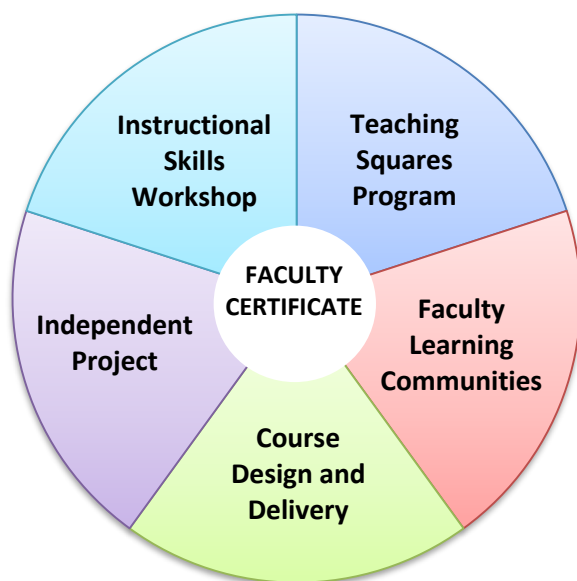 Instructional
Skills
Workshop
Teaching
Squares
Program
FACULTY
CERTIFICATE
Independent
Project
Faculty
Learning
Communities
Course
Design and
Delivery